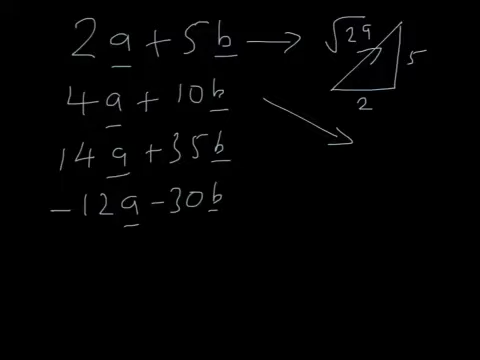 2a + 5b → √29
5
2
4a + 10b
14a + 35b
-12a - 30b